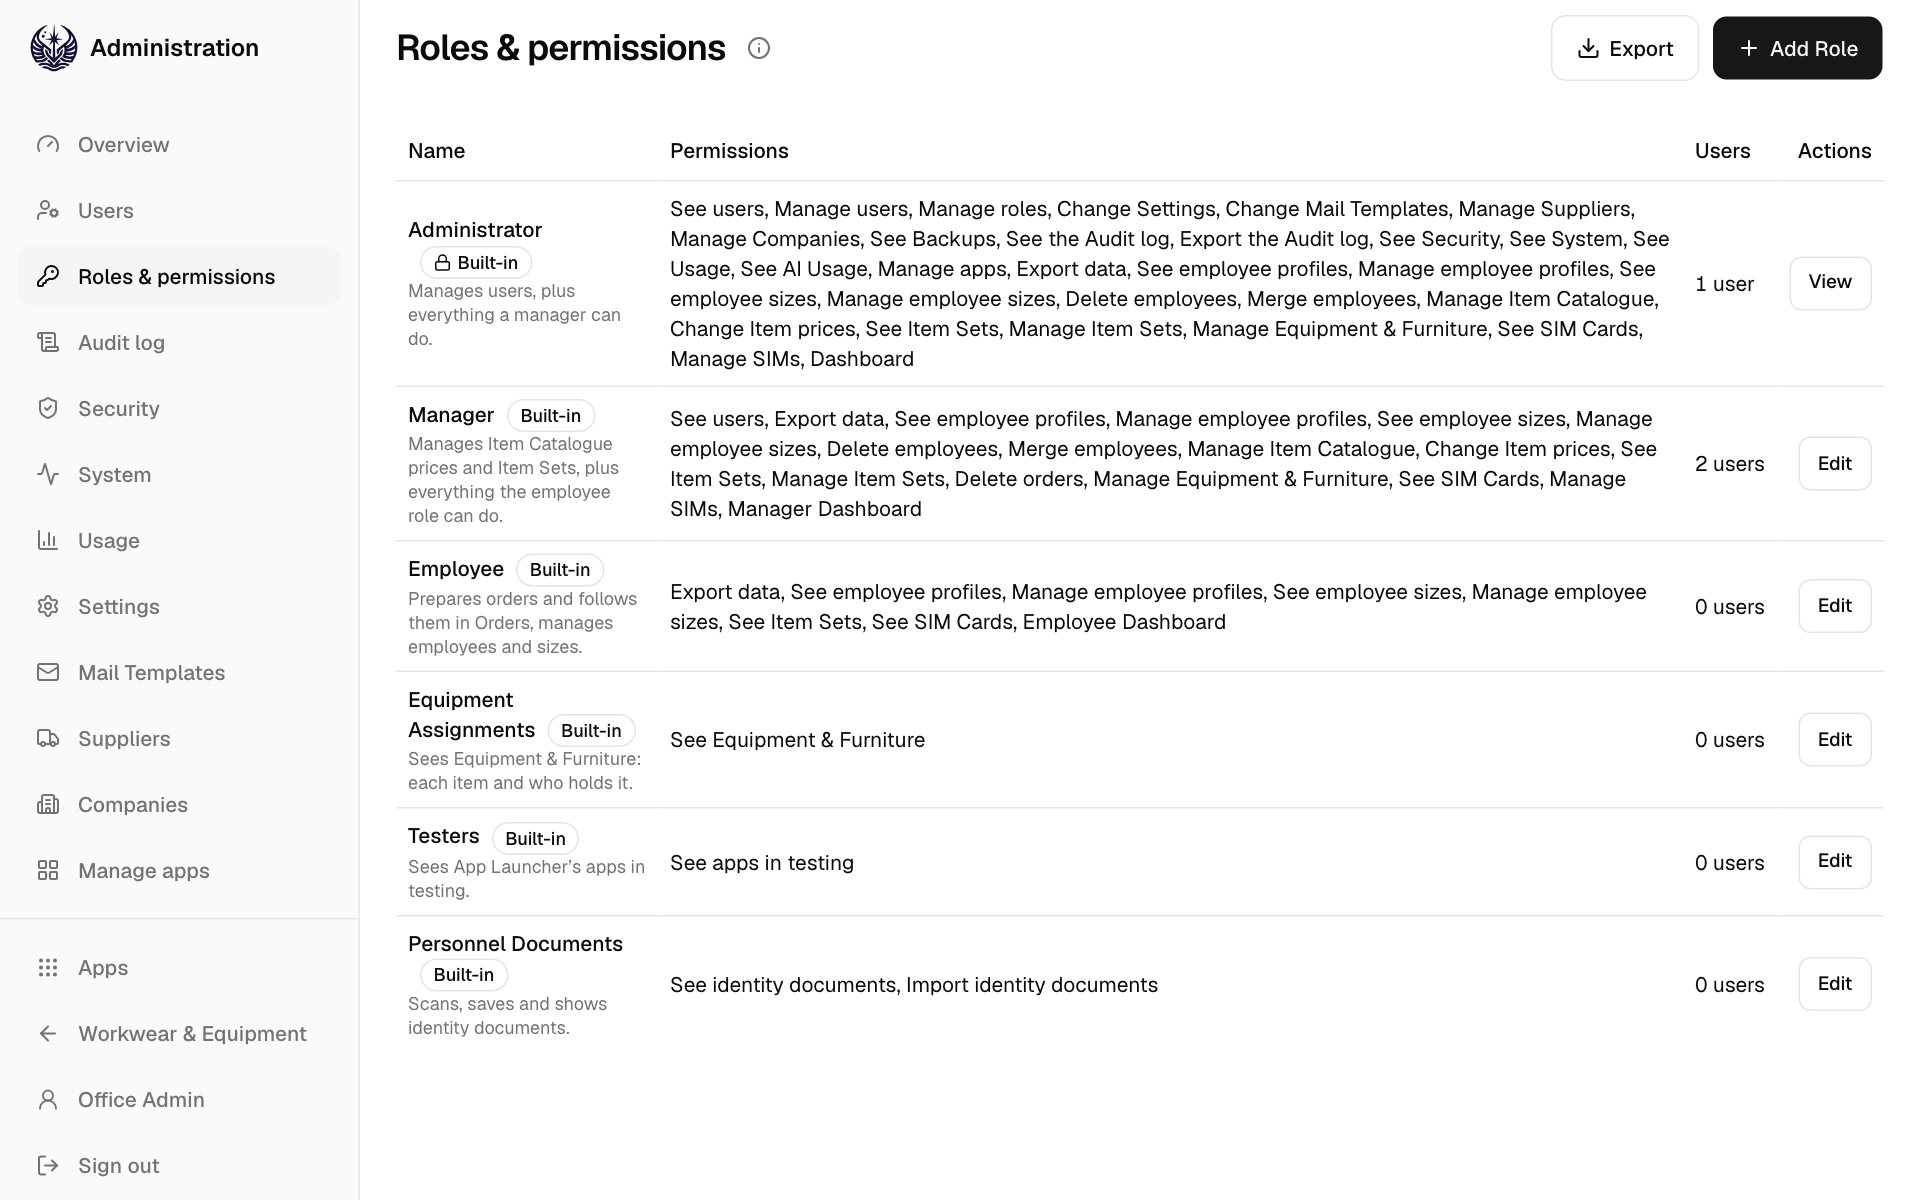 Administration
Overview
Users
Roles & permissions
Audit log
Security
System
Usage
Settings
Mail Templates
Suppliers
Companies
Manage apps
Apps
Workwear & Equipment
Office Admin
Sign out
Roles & permissions
Export
Add Role
Name Permissions Users Actions
Administrator
Built-in
Manages users, plus
everything a manager can
do.
See users, Manage users, Manage roles, Change Settings, Change Mail Templates, Manage Suppliers,
Manage Companies, See Backups, See the Audit log, Export the Audit log, See Security, See System, See
Usage, See AI Usage, Manage apps, Export data, See employee profiles, Manage employee profiles, See
employee sizes, Manage employee sizes, Delete employees, Merge employees, Manage Item Catalogue,
Change Item prices, See Item Sets, Manage Item Sets, Manage Equipment & Furniture, See SIM Cards,
Manage SIMs, Dashboard
1 user
View
Manager Built-in
Manages Item Catalogue
prices and Item Sets, plus
everything the employee
role can do.
See users, Export data, See employee profiles, Manage employee profiles, See employee sizes, Manage
employee sizes, Delete employees, Merge employees, Manage Item Catalogue, Change Item prices, See
Item Sets, Manage Item Sets, Delete orders, Manage Equipment & Furniture, See SIM Cards, Manage
SIMs, Manager Dashboard
2 users
Edit
Employee Built-in
Prepares orders and follows
them in Orders, manages
employees and sizes.
Export data, See employee profiles, Manage employee profiles, See employee sizes, Manage employee
sizes, See Item Sets, See SIM Cards, Employee Dashboard
0 users
Edit
Equipment
Assignments Built-in
Sees Equipment & Furniture:
each item and who holds it.
See Equipment & Furniture
0 users
Edit
Testers Built-in
Sees App Launcher’s apps in
testing.
See apps in testing
0 users
Edit
Personnel Documents
Built-in
Scans, saves and shows
identity documents.
See identity documents, Import identity documents
0 users
Edit